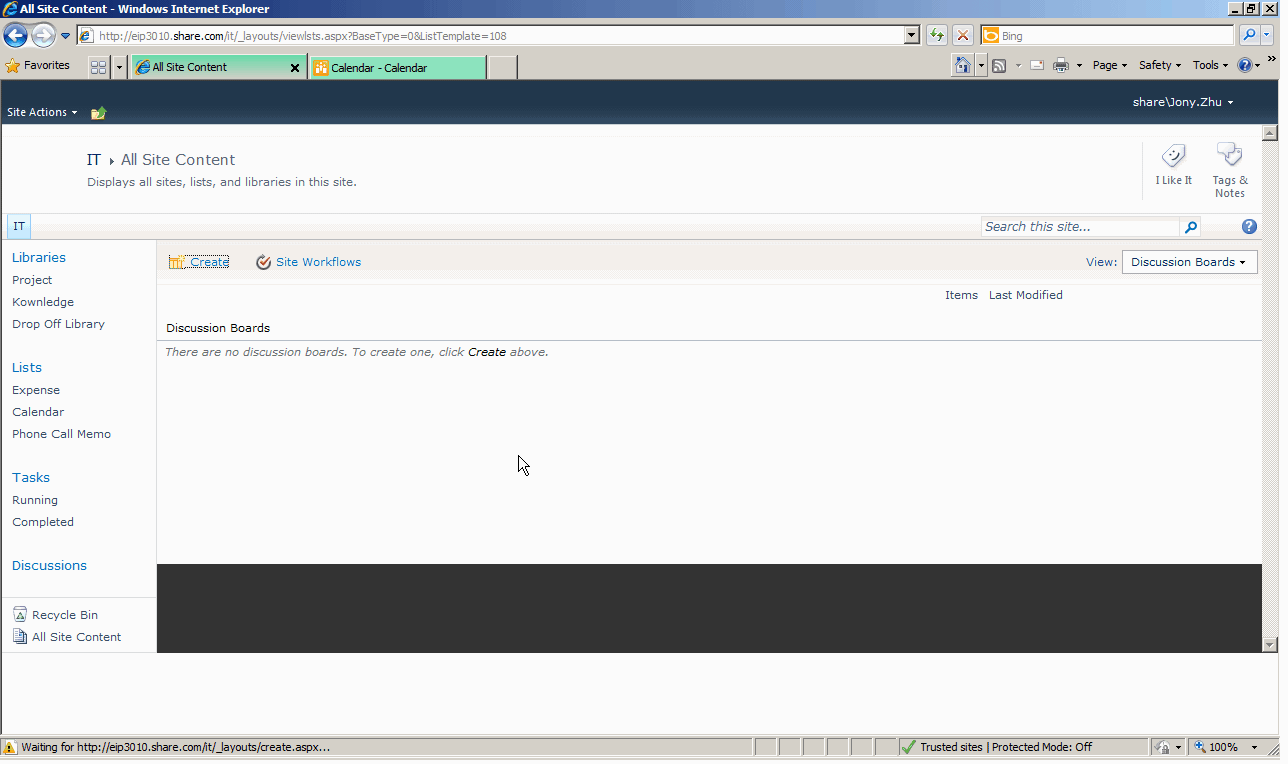 All Site Content - Windows Internet Explorer
http://eip3010.share.com/it/_layouts/viewlsts.aspx?BaseType=0&ListTemplate=108
Bing
Favorites
All Site Content
Calendar - Calendar
Page
Safety
Tools
share\Jony.Zhu
Site Actions
IT
All Site Content
Displays all sites, lists, and libraries in this site.
I Like It
Tags &
Notes
IT
Search this site...
Libraries
Project
Kownledge
Drop Off Library
Lists
Expense
Calendar
Phone Call Memo
Tasks
Running
Completed
Discussions
Recycle Bin
All Site Content
Create
Site Workflows
View: Discussion Boards
Items Last Modified
Discussion Boards
There are no discussion boards. To create one, click Create above.
Waiting for http://eip3010.share.com/it/_layouts/create.aspx...
Trusted sites | Protected Mode: Off
100%